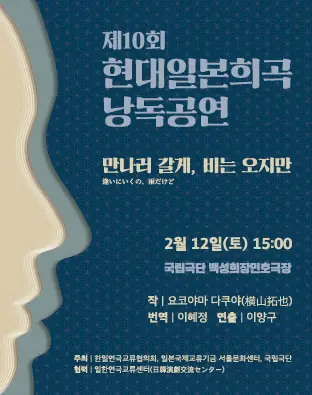 제10회
현대일본희곡
낭독공연
만나러 갈게, 비는 오지만
逢いにいくの、雨だけど
2월 12일(토) 15:00
국립극단 백성희장민호극장
작 | 요코야마 다쿠야(横山拓也)
번역 | 이혜정 연출 | 이양구
주최 | 한일연극교류협의회, 일본국제교류기금 서울문화센터, 국립극단
협력 | 일한연극교류센터(日韓演劇交流センター)